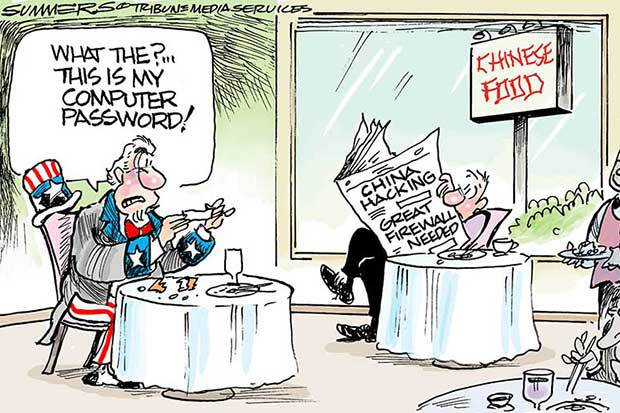 SUMMERS © TRIBUNE MEDIA SERVICES
WHAT THE?...
THIS IS MY
COMPUTER
PASSWORD!
CHINESE
FOOD
CHINA
HACKING
GREAT
FIREWALL
NEEDED